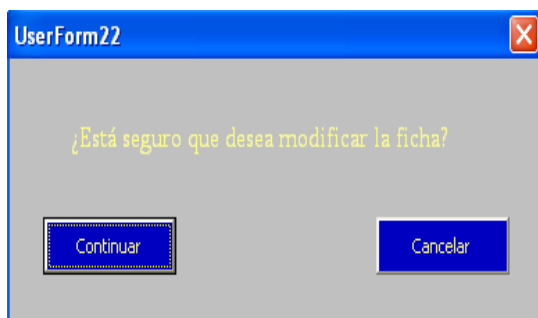 UserForm22
¿Está seguro que desea modificar la ficha?
Continuar
Cancelar